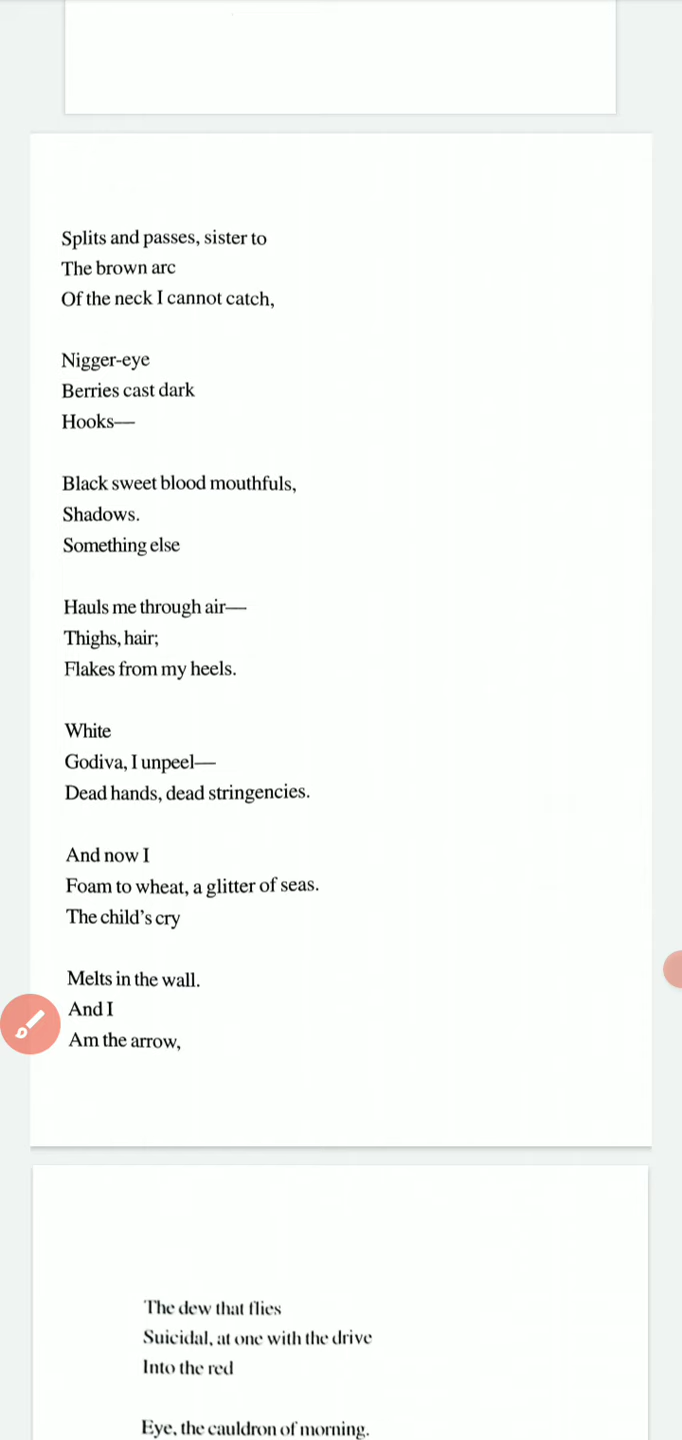 Splits and passes, sister to
The brown arc
Of the neck I cannot catch,
Nigger-eye
Berries cast dark
Hooks—
Black sweet blood mouthfuls,
Shadows.
Something else
Hauls me through air—
Thighs, hair;
Flakes from my heels.
White
Godiva, I unpeel—
Dead hands, dead stringencies.
And now I
Foam to wheat, a glitter of seas.
The child's cry
Melts in the wall.
And I
Am the arrow,
The dew that flies
Suicidal, at one with the drive
Into the red
Eye, the cauldron of morning.